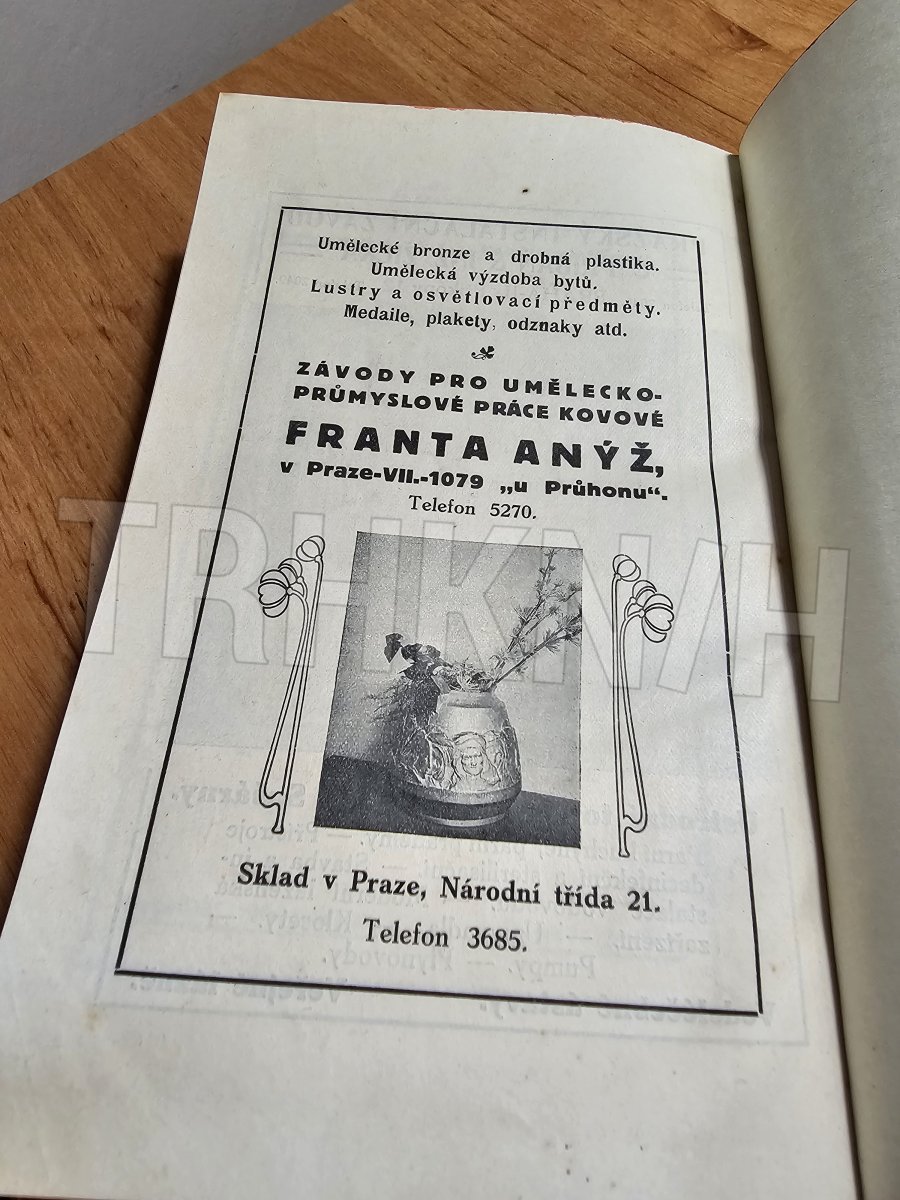 Umělecké bronze a drobná plastika.
Umělecká výzdoba bytů.
Lustry a osvětlovací předměty.
Medaile, plakety, odznaky atd.
ZÁVODY PRO UMĚLECKO-
PRŮMYSLOVÉ PRÁCE KOVOVÉ
FRANTA ANÝŽ,
v Praze-VII.-1079 „u Průhonu“.
Telefon 5270.
TRHKNIH
Sklad v Praze, Národní třída 21.
Telefon 3685.